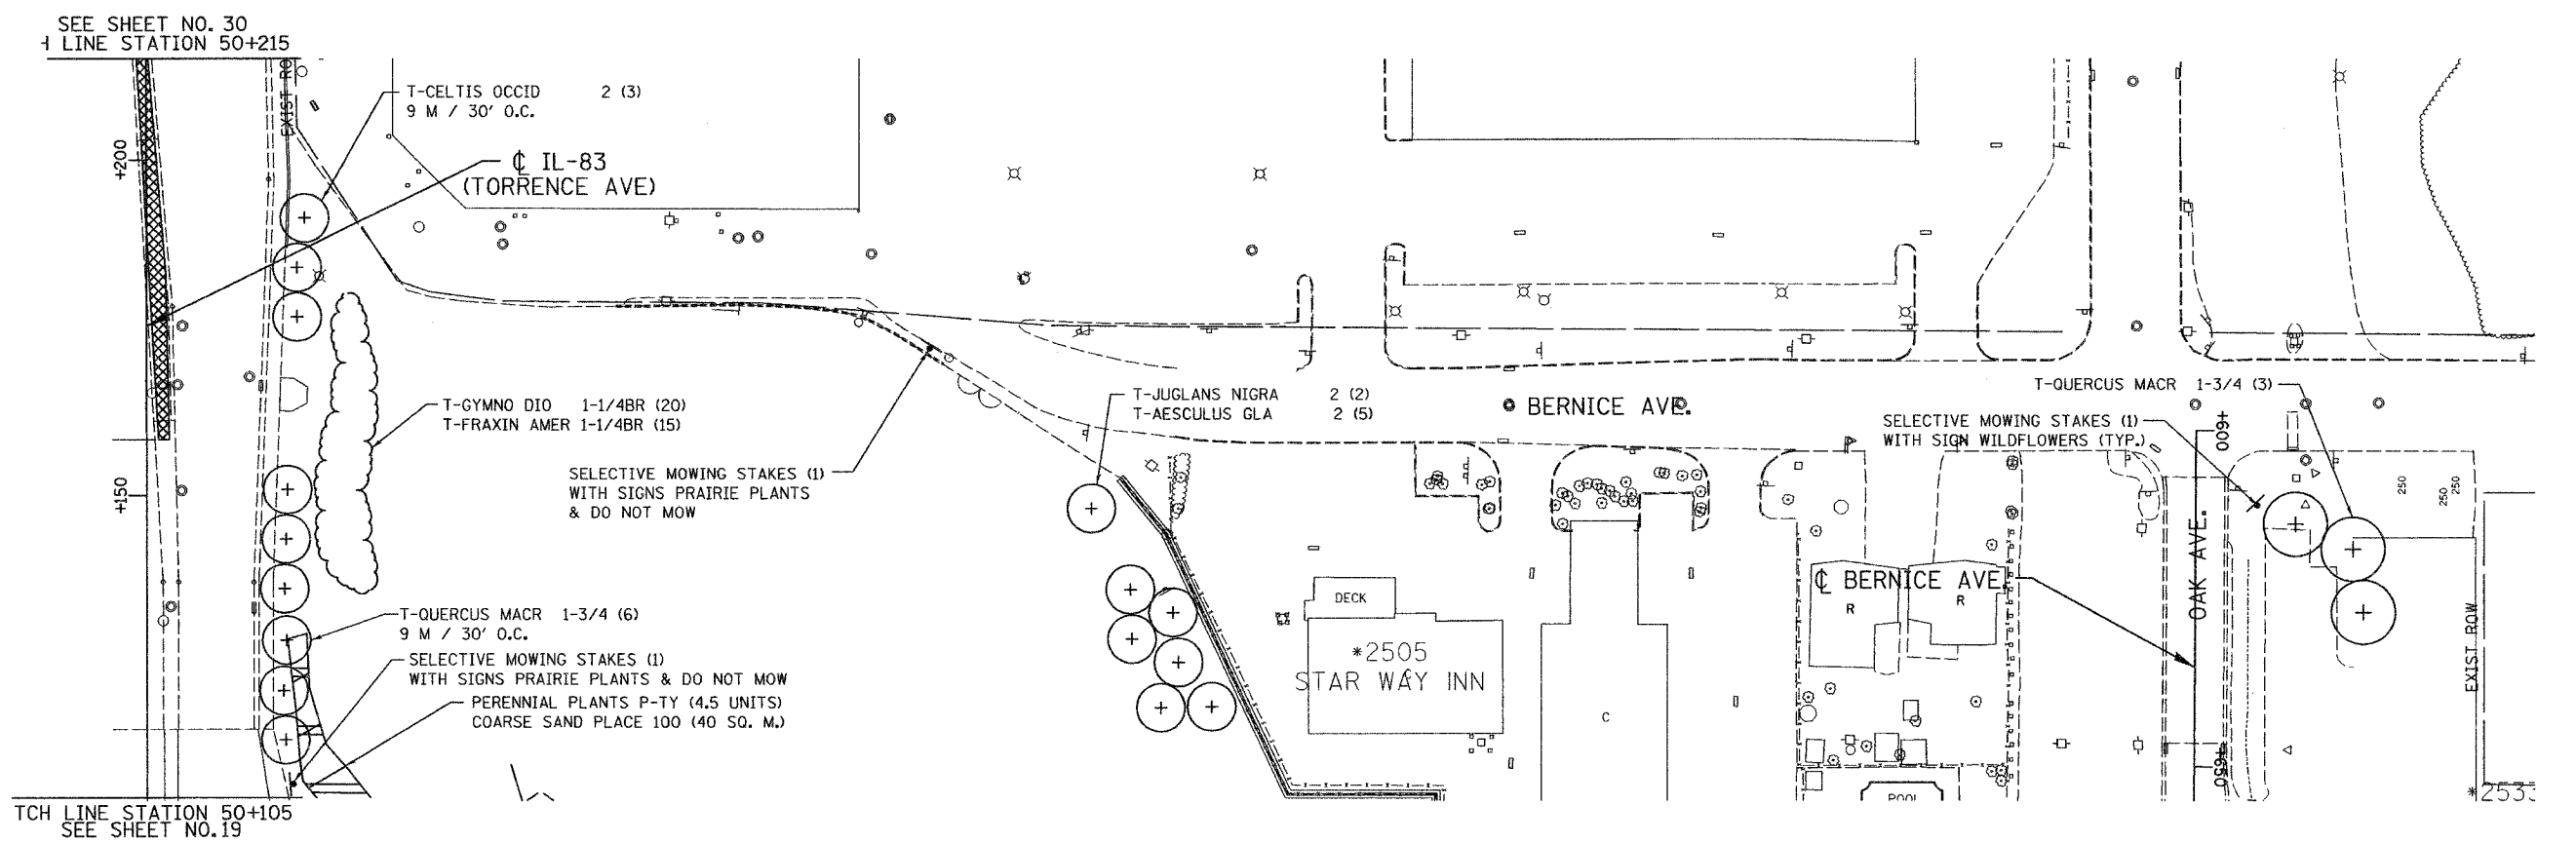 SEE SHEET NO. 30
H LINE STATION 50+215
EXIST RO
T-CELTIS OCCID 2 (3)
9 M / 30' O.C.
+200
℄ IL-83
(TORRENCE AVE)
T-GYMNO DIO 1-1/4BR (20)
T-FRAXIN AMER 1-1/4BR (15)
SELECTIVE MOWING STAKES (1)
WITH SIGNS PRAIRIE PLANTS
& DO NOT MOW
+150
T-QUERCUS MACR 1-3/4 (6)
9 M / 30' O.C.
SELECTIVE MOWING STAKES (1)
WITH SIGNS PRAIRIE PLANTS & DO NOT MOW
PERENNIAL PLANTS P-TY (4.5 UNITS)
COARSE SAND PLACE 100 (40 SQ. M.)
TCH LINE STATION 50+105
SEE SHEET NO.19
T-JUGLANS NIGRA 2 (2)
T-AESCULUS GLA 2 (5)
BERNICE AVE.
DECK
*2505
STAR WAY INN
C
T-QUERCUS MACR 1-3/4 (3)
SELECTIVE MOWING STAKES (1)
WITH SIGN WILDFLOWERS (TYP.)
℄ BERNICE AVE.
R
R
POOL
+600
OAK AVE.
+650
250
250
250
EXIST ROW
*2533